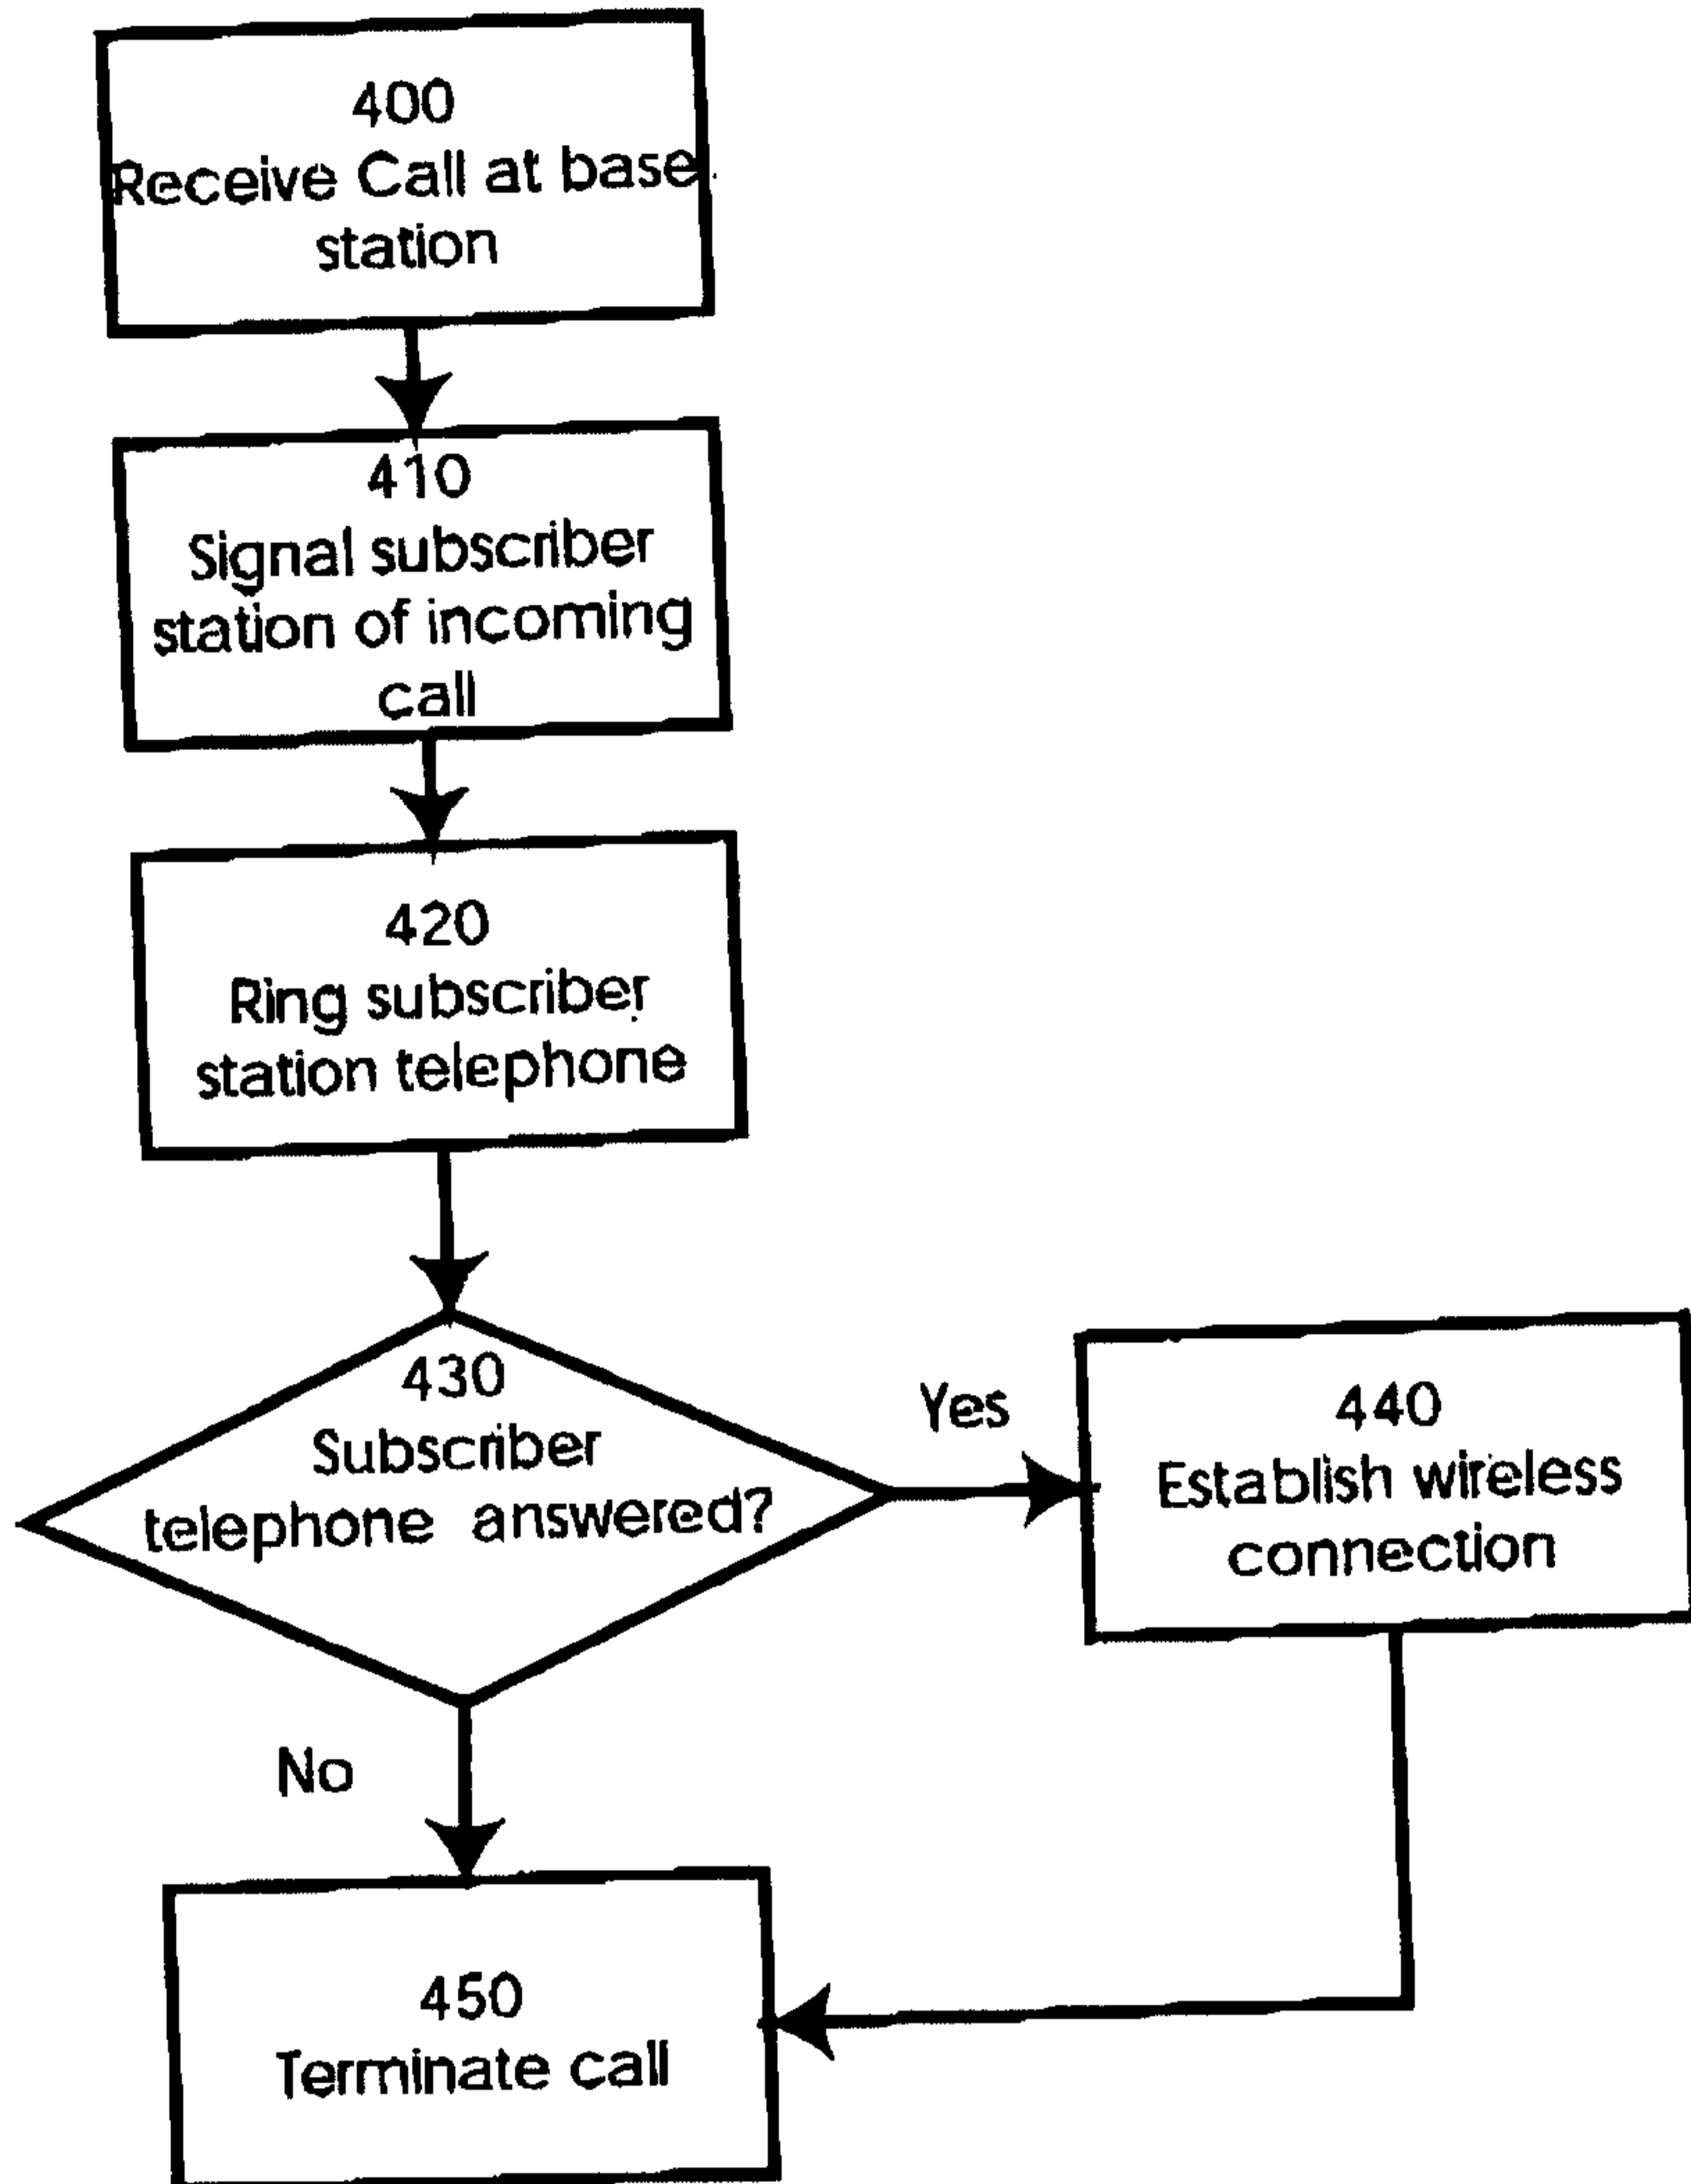 400
Receive Call at base
station
410
Signal subscriber
station of incoming
call
420
Ring subscriber
station telephone
430
Subscriber
telephone answered?
Yes
440
Establish wireless
connection
No
450
Terminate call